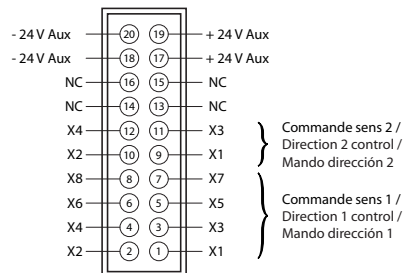 - 24 V Aux 20 19 + 24 V Aux
- 24 V Aux 18 17 + 24 V Aux
NC 16 15 NC
NC 14 13 NC
X4 12 11 X3
X2 10 9 X1
X8 8 7 X7
X6 6 5 X5
X4 4 3 X3
X2 2 1 X1
Commande sens 2 /
Direction 2 control /
Mando dirección 2
Commande sens 1 /
Direction 1 control /
Mando dirección 1